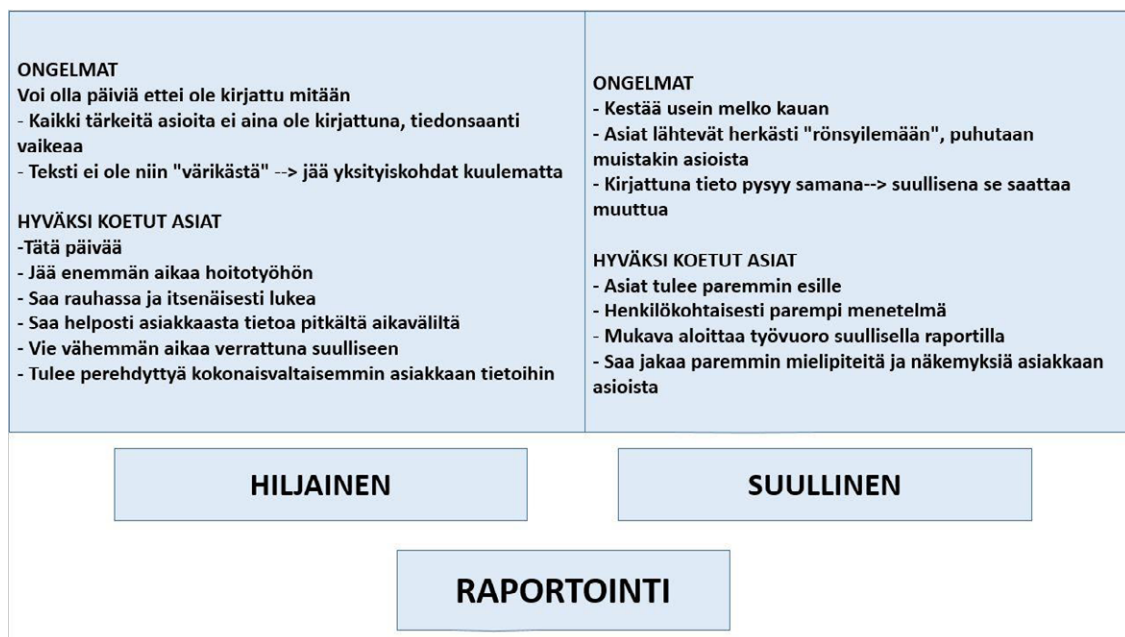 ONGELMAT
Voi olla päiviä ettei ole kirjattu mitään
- Kaikki tärkeitä asioita ei aina ole kirjattuna, tiedonsaanti
vaikeaa
- Teksti ei ole niin "värikästä" --> jää yksityiskohdat kuulematta
HYVÄKSI KOETUT ASIAT
-Tätä päivää
- Jää enemmän aikaa hoitotyöhön
- Saa rauhassa ja itsenäisesti lukea
- Saa helposti asiakkaasta tietoa pitkältä aikaväliltä
- Vie vähemmän aikaa verrattuna suulliseen
- Tulee perehdyttyä kokonaisvaltaisemmin asiakkaan tietoihin
ONGELMAT
- Kestää usein melko kauan
- Asiat lähtevät herkästi "rönsyilemään", puhutaan
muistakin asioista
- Kirjattuna tieto pysyy samana--> suullisena se saattaa
muuttua
HYVÄKSI KOETUT ASIAT
- Asiat tulee paremmin esille
- Henkilökohtaisesti parempi menetelmä
- Mukava aloittaa työvuoro suullisella raportilla
- Saa jakaa paremmin mielipiteitä ja näkemyksiä asiakkaan
asioista
HILJAINEN
SUULLINEN
RAPORTOINTI